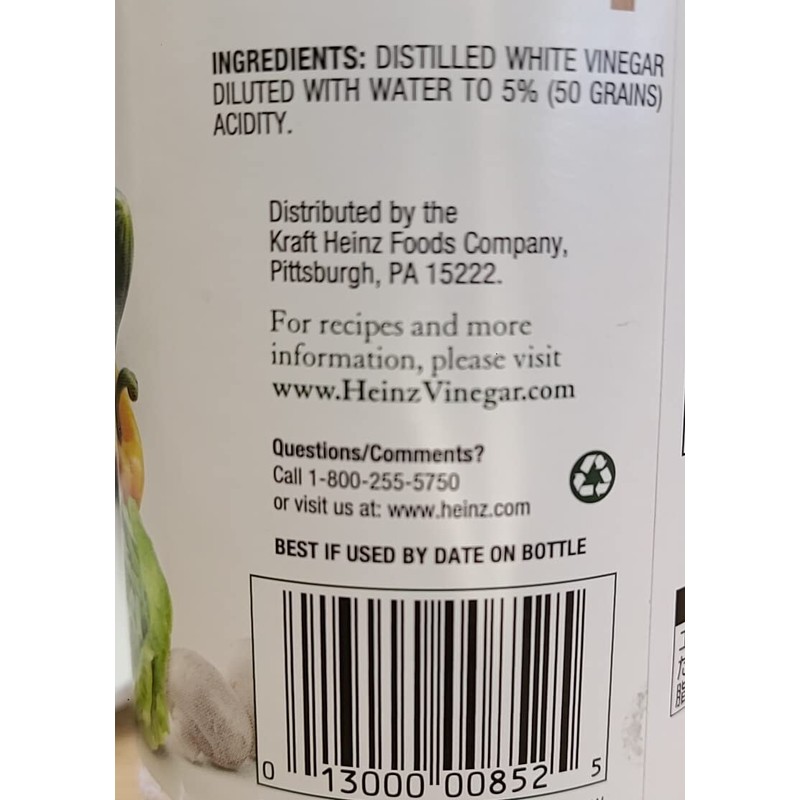 INGREDIENTS: DISTILLED WHITE VINEGAR
DILUTED WITH WATER TO 5% (50 GRAINS)
ACIDITY.
Distributed by the
Kraft Heinz Foods Company,
Pittsburgh, PA 15222.
For recipes and more
information, please visit
www.HeinzVinegar.com
Questions/Comments?
Call 1-800-255-5750
or visit us at: www.heinz.com
BEST IF USED BY DATE ON BOTTLE
0 13000 00852 5